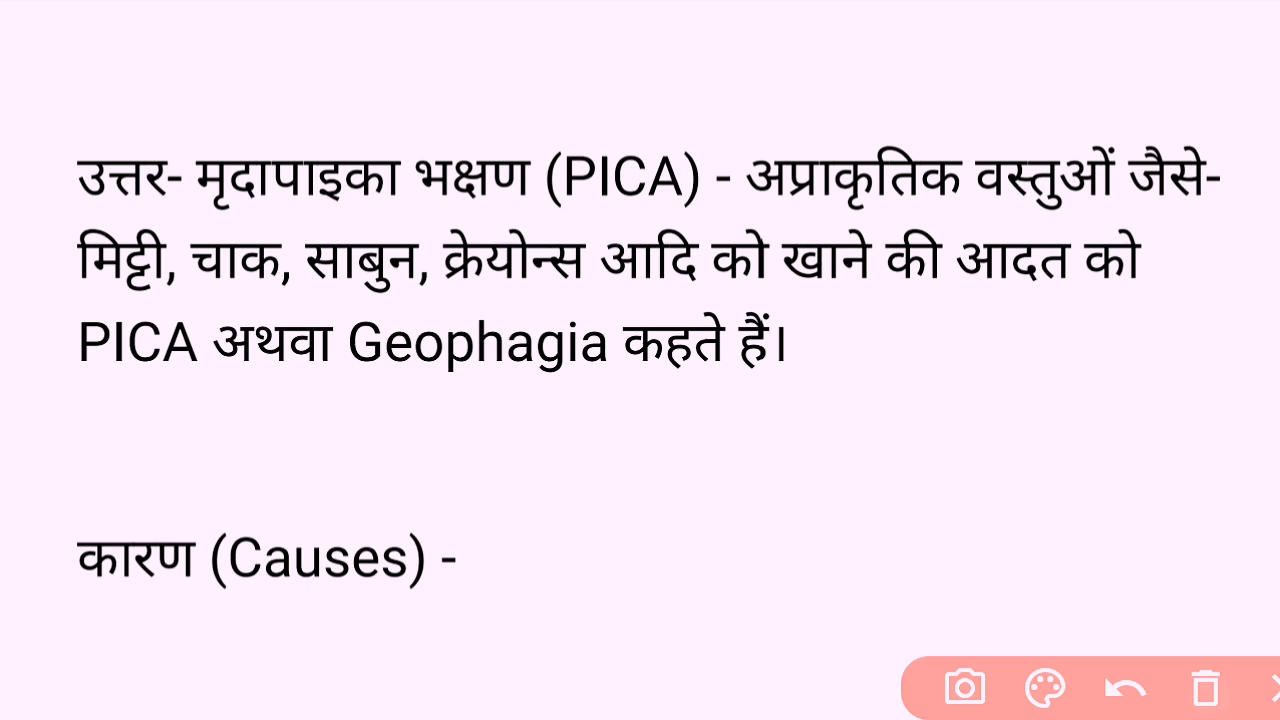 उत्तर- मृदापाइका भक्षण (PICA) - अप्राकृतिक वस्तुओं जैसे-
मिट्टी, चाक, साबुन, क्रेयोन्स आदि को खाने की आदत को
PICA अथवा Geophagia कहते हैं।
कारण (Causes) -